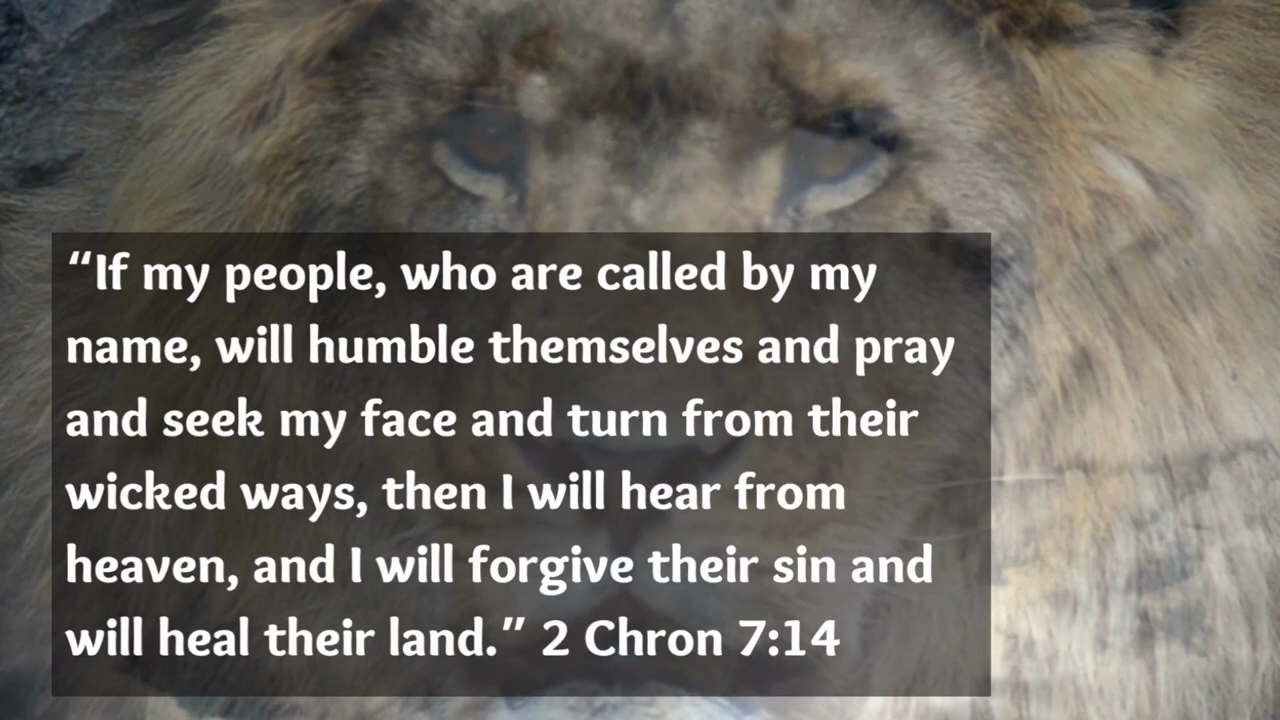 “If my people, who are called by my
name, will humble themselves and pray
and seek my face and turn from their
wicked ways, then I will hear from
heaven, and I will forgive their sin and
will heal their land.” 2 Chron 7:14